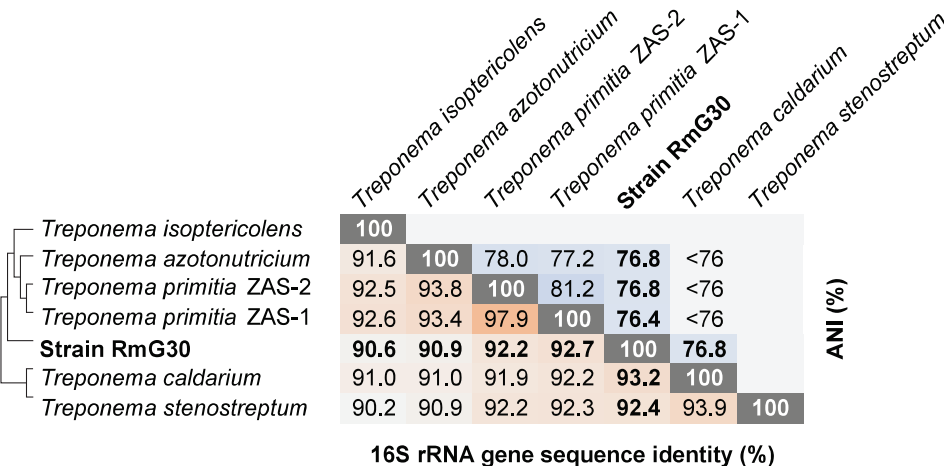 Treponema isoptericolens
Treponema azotonutricium
Treponema primitia ZAS-2
Treponema primitia ZAS-1
Strain RmG30
Treponema caldarium
Treponema stenostreptum
Treponema isoptericolens 100
Treponema azotonutricium 91.6 100 78.0 77.2 76.8 <76
Treponema primitia ZAS-2 92.5 93.8 100 81.2 76.8 <76
Treponema primitia ZAS-1 92.6 93.4 97.9 100 76.4 <76
Strain RmG30 90.6 90.9 92.2 92.7 100 76.8
Treponema caldarium 91.0 91.0 91.9 92.2 93.2 100
Treponema stenostreptum 90.2 90.9 92.2 92.3 92.4 93.9 100
ANI (%)
16S rRNA gene sequence identity (%)